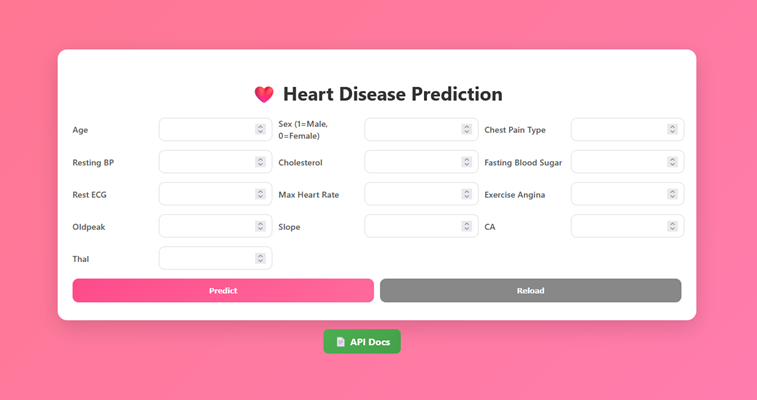 Heart Disease Prediction
Age
Sex (1=Male,
0=Female)
Chest Pain Type
Resting BP
Cholesterol
Fasting Blood Sugar
Rest ECG
Max Heart Rate
Exercise Angina
Oldpeak
Slope
CA
Thal
Predict
Reload
API Docs